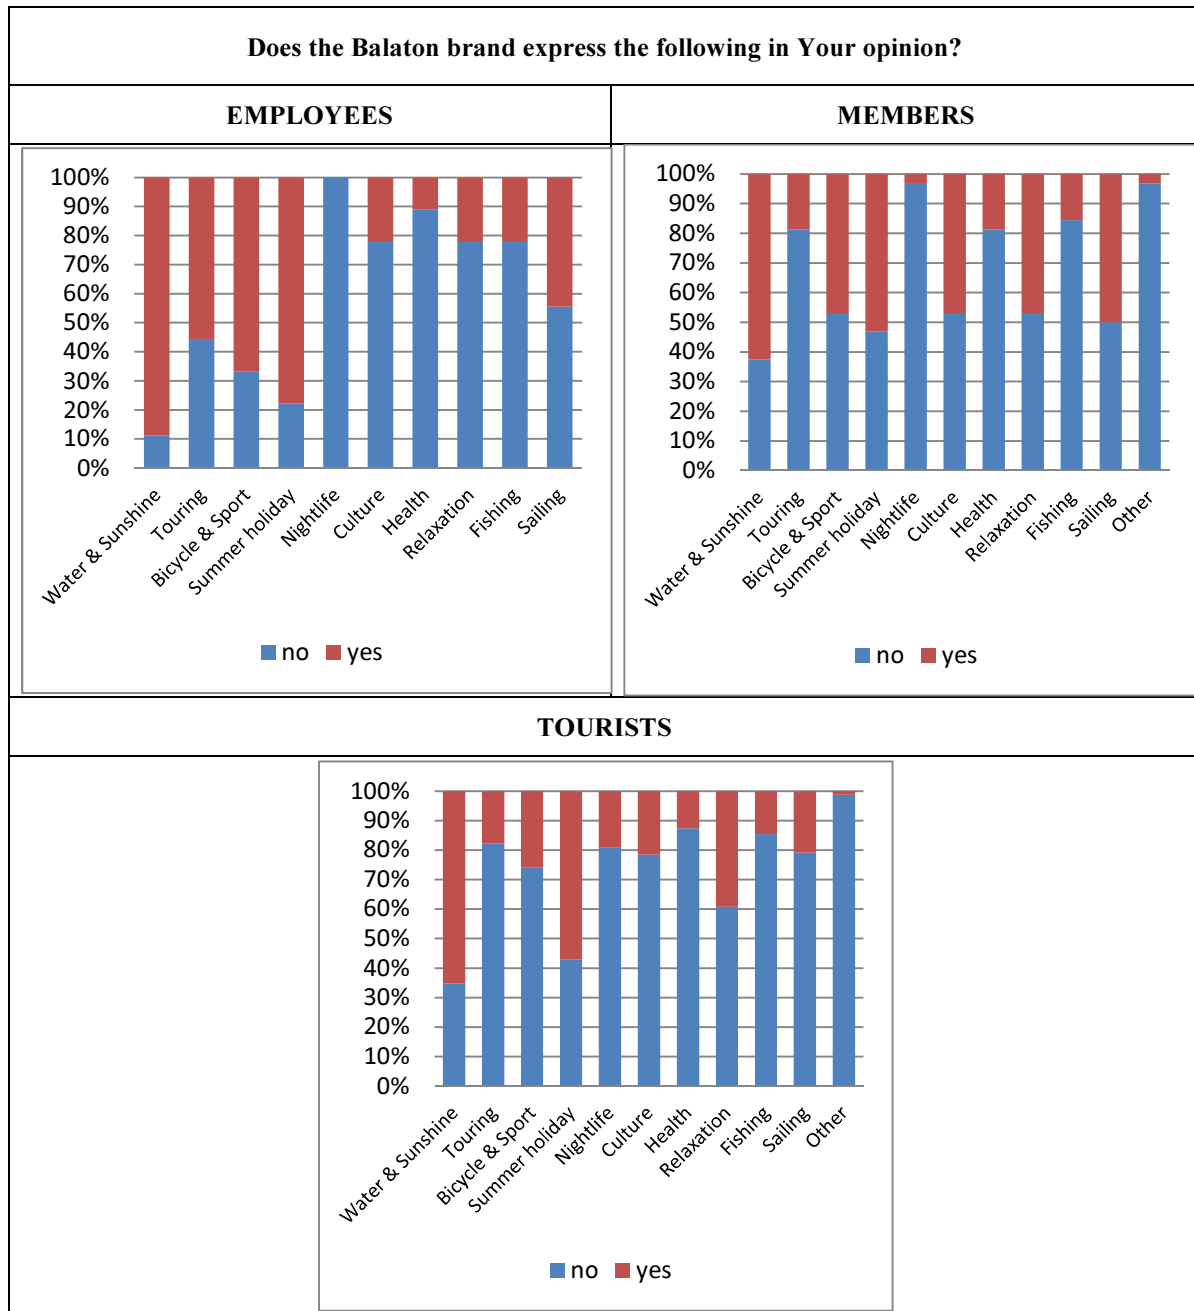 Does the Balaton brand express the following in Your opinion?
EMPLOYEES
MEMBERS
100%
90%
80%
70%
60%
50%
40%
30%
20%
10%
0%
Water & Sunshine
Touring
Bicycle & Sport
Summer holiday
Nightlife
Culture
Health
Relaxation
Fishing
Sailing
no yes
100%
90%
80%
70%
60%
50%
40%
30%
20%
10%
0%
Water & Sunshine
Touring
Bicycle & Sport
Summer holiday
Nightlife
Culture
Health
Relaxation
Fishing
Sailing
Other
no yes
TOURISTS
100%
90%
80%
70%
60%
50%
40%
30%
20%
10%
0%
Water & Sunshine
Touring
Bicycle & Sport
Summer holiday
Nightlife
Culture
Health
Relaxation
Fishing
Sailing
Other
no yes